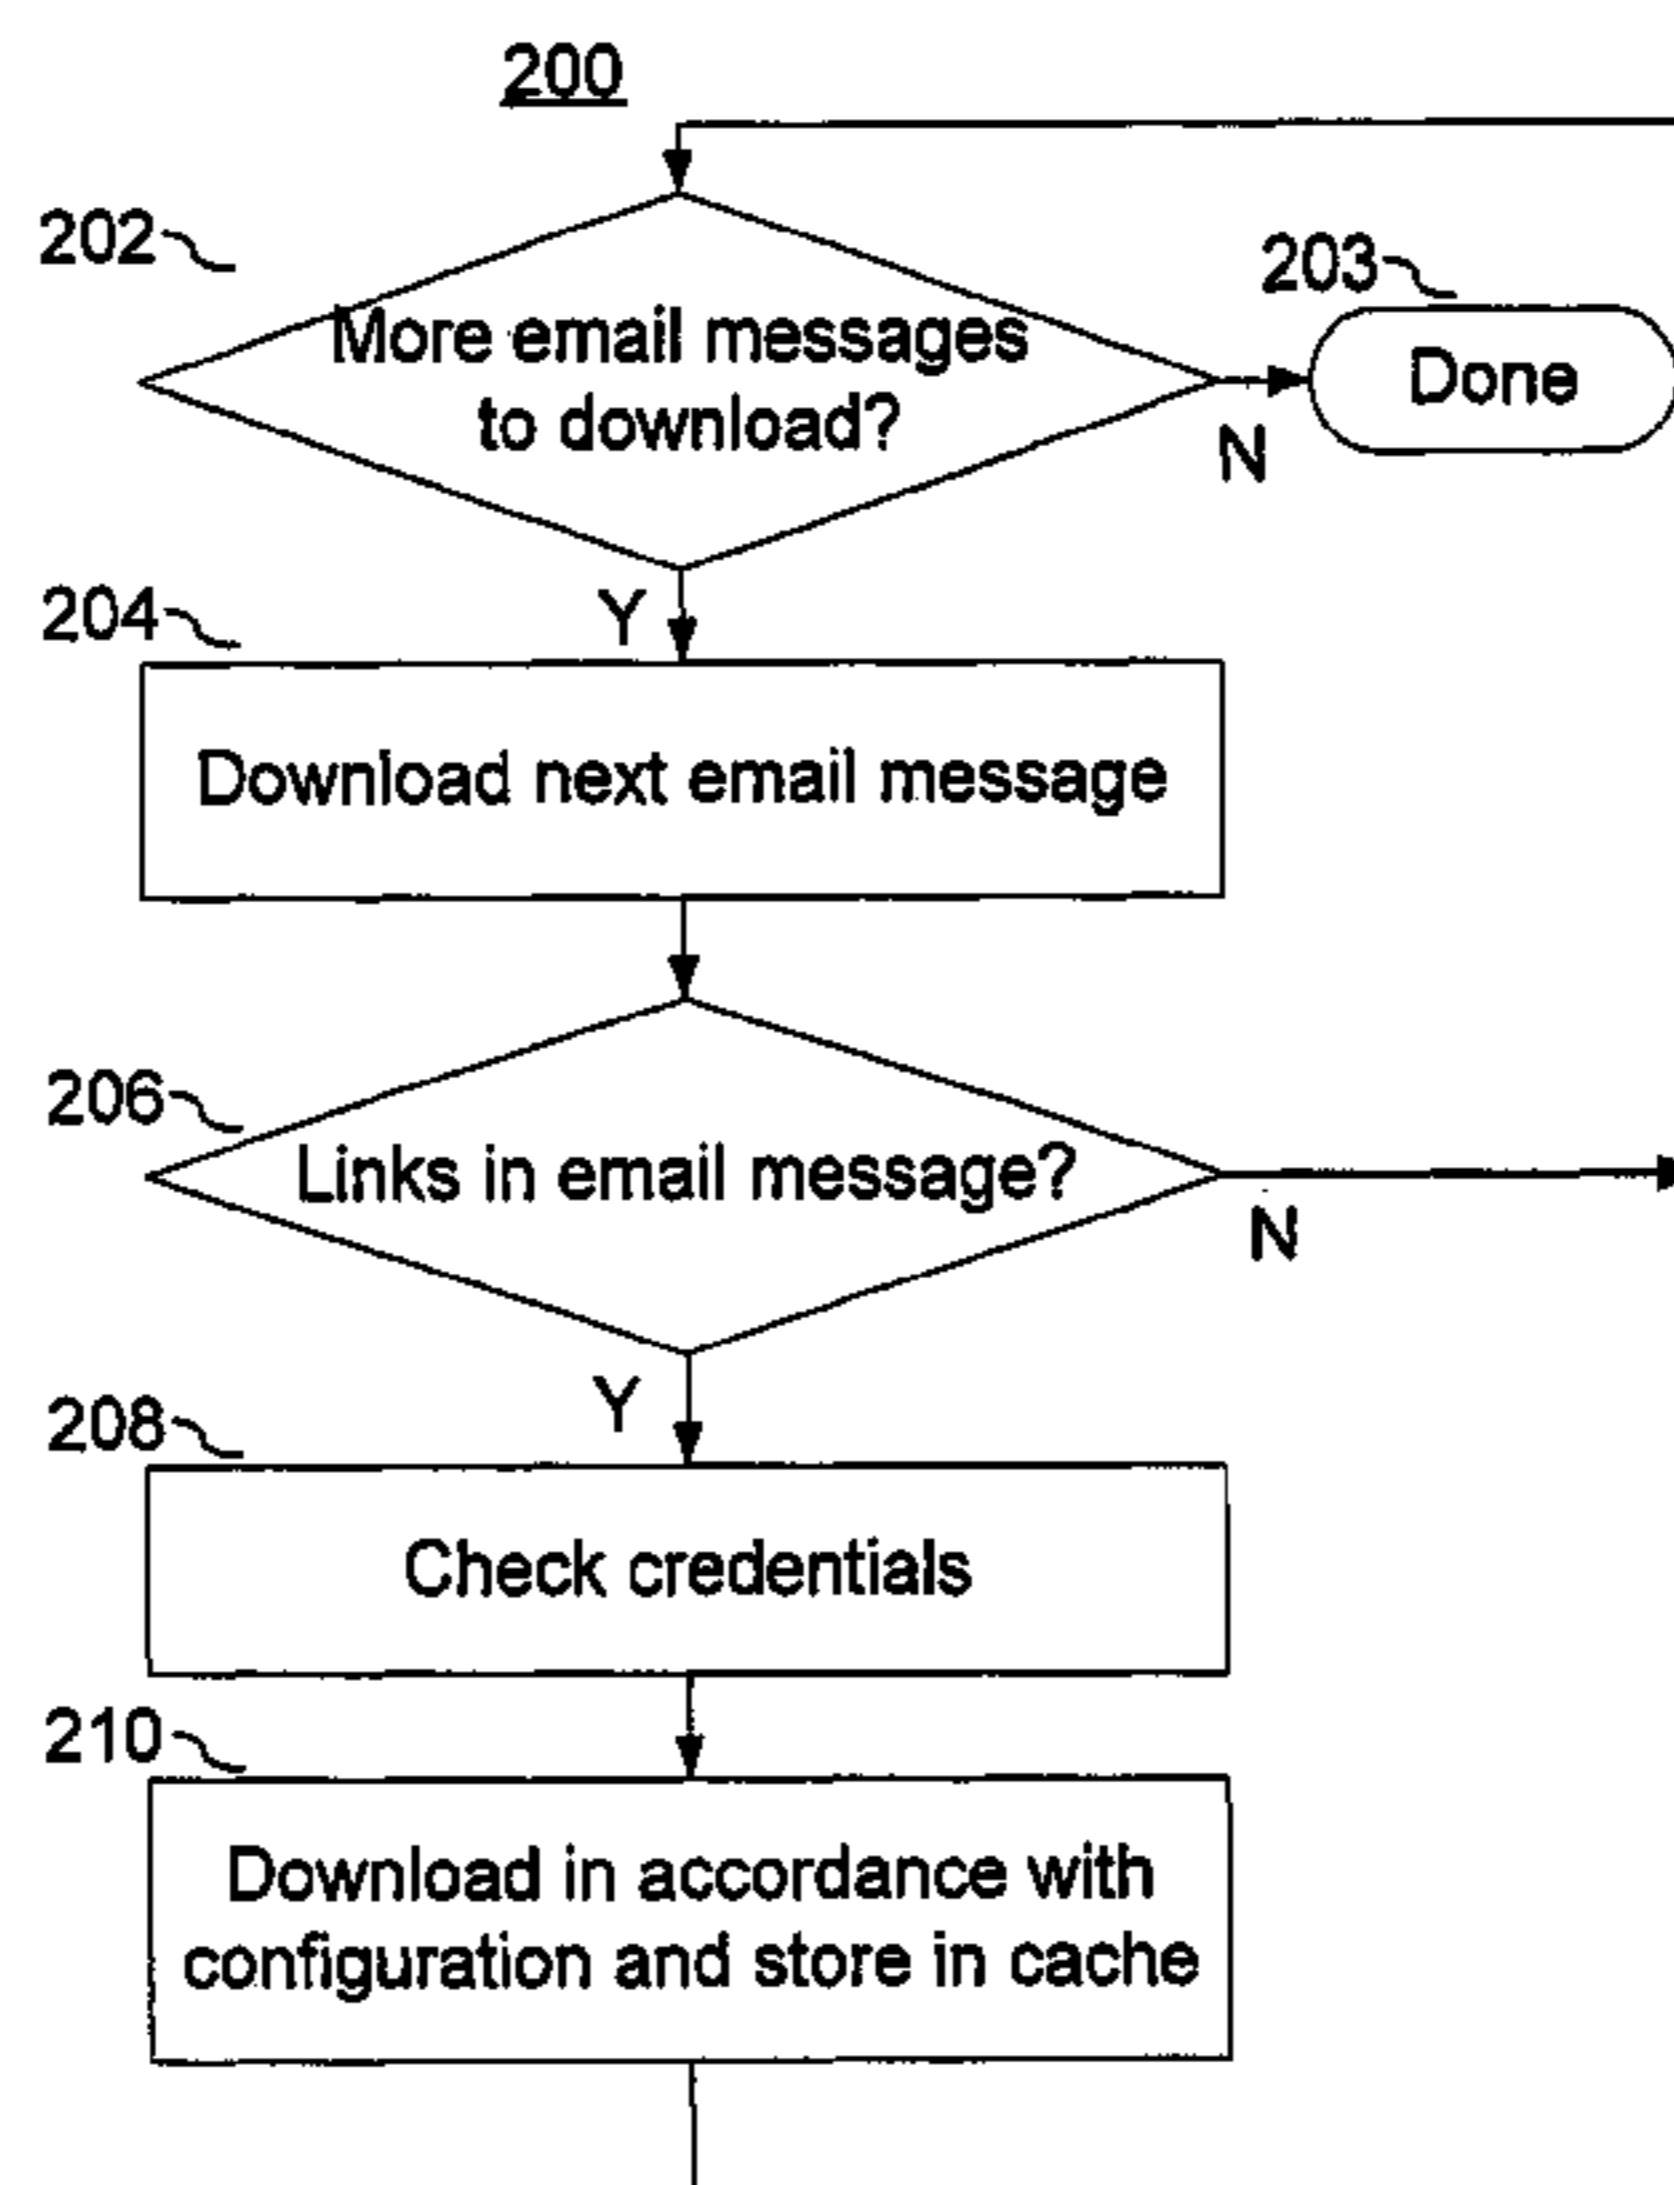 200
202
203
More email messages
to download?
Done
N
204
Y
Download next email message
206
Links in email message?
N
208
Y
Check credentials
210
Download in accordance with
configuration and store in cache